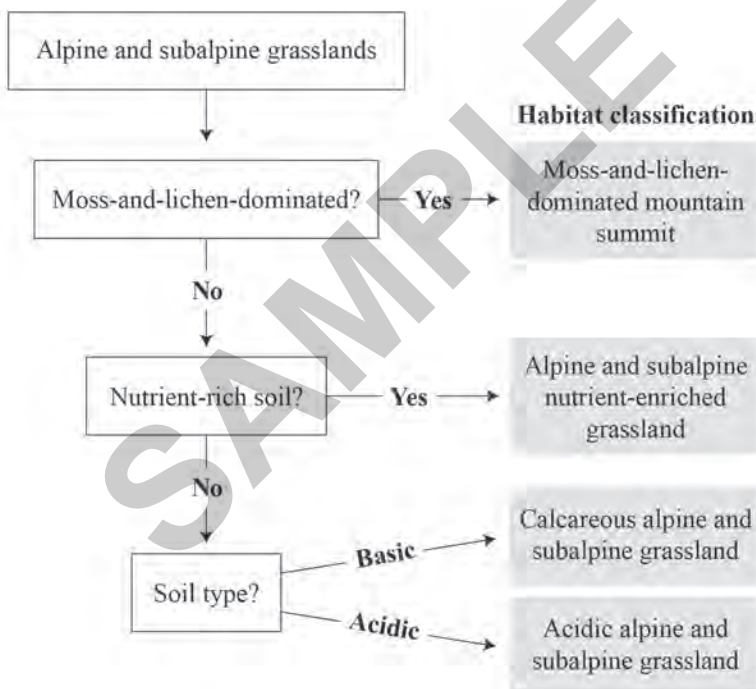 Alpine and subalpine grasslands
Habitat classification
Moss-and-lichen-dominated?
Yes
Moss-and-lichen-
dominated mountain
summit
No
Nutrient-rich soil?
Yes
Alpine and subalpine
nutrient-enriched
grassland
No
Soil type?
Basic
Calcareous alpine and
subalpine grassland
Acidic
Acidic alpine and
subalpine grassland
SAMPLE